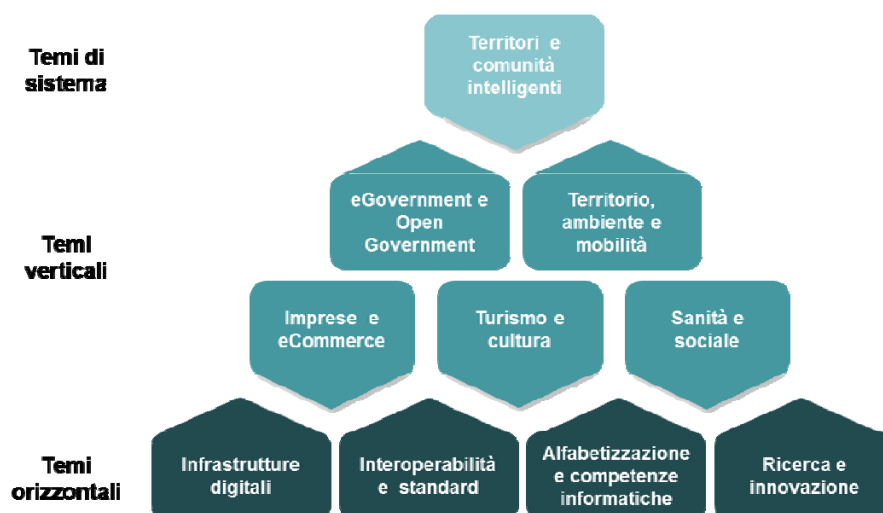 Temi di
sistema
Territori e
comunità
intelligenti
Temi
verticali
eGovernment e
Open
Government
Territorio,
ambiente e
mobilità
Imprese e
eCommerce
Turismo e
cultura
Sanità e
sociale
Temi
orizzontali
Infrastrutture
digitali
Interoperabilità
e standard
Alfabetizzazione
e competenze
informatiche
Ricerca e
innovazione